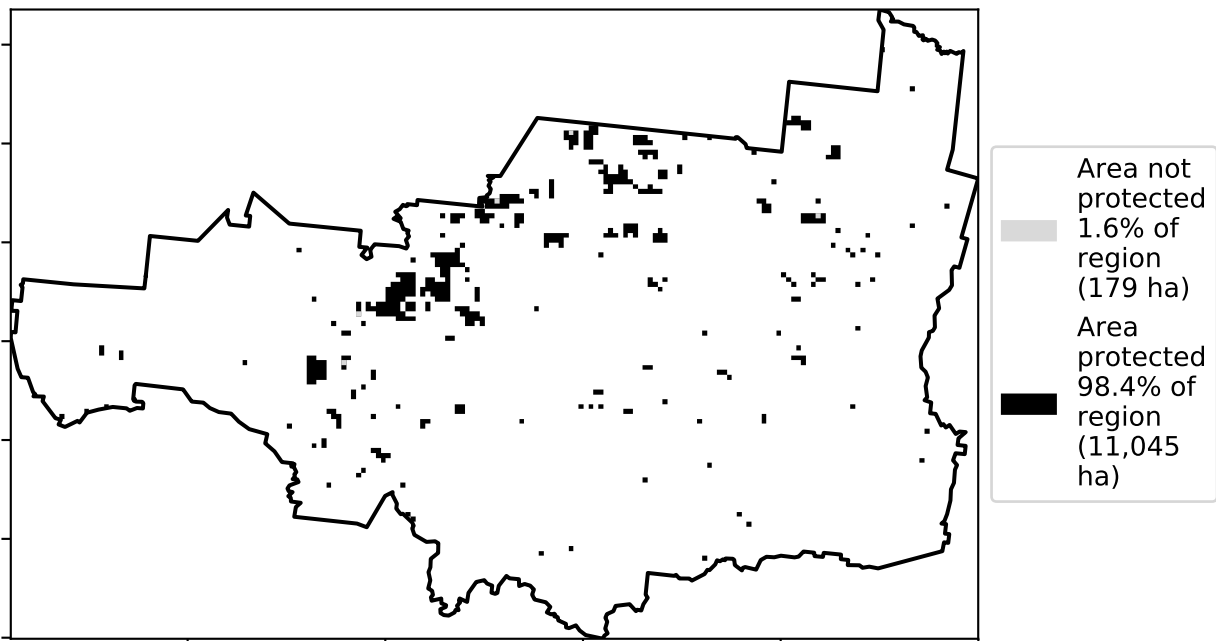 Area not
protected
1.6% of
region
(179 ha)
Area
protected
98.4% of
region
(11,045
ha)